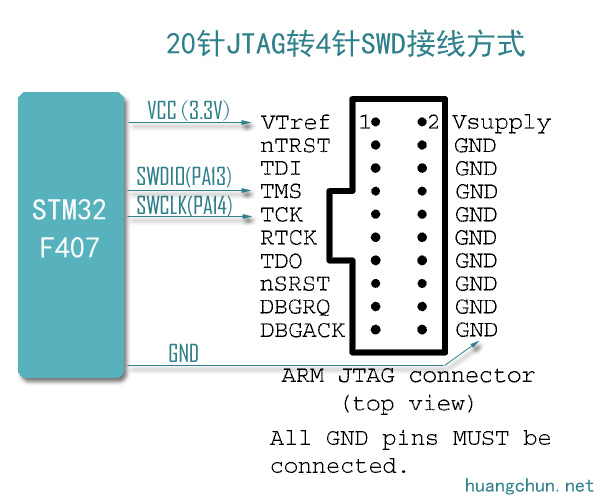 20针JTAG转4针SWD接线方式
VCC (3.3V)
VTref 1 2 Vsupply
nTRST GND
TDI GND
SWDIO(PA13)
TMS GND
SWCLK(PA14)
TCK GND
STM32
F407
RTCK GND
TDO GND
nSRST GND
DBGRQ GND
DBGACK GND
GND
ARM JTAG connector
(top view)
All GND pins MUST be
connected.
huangchun.net